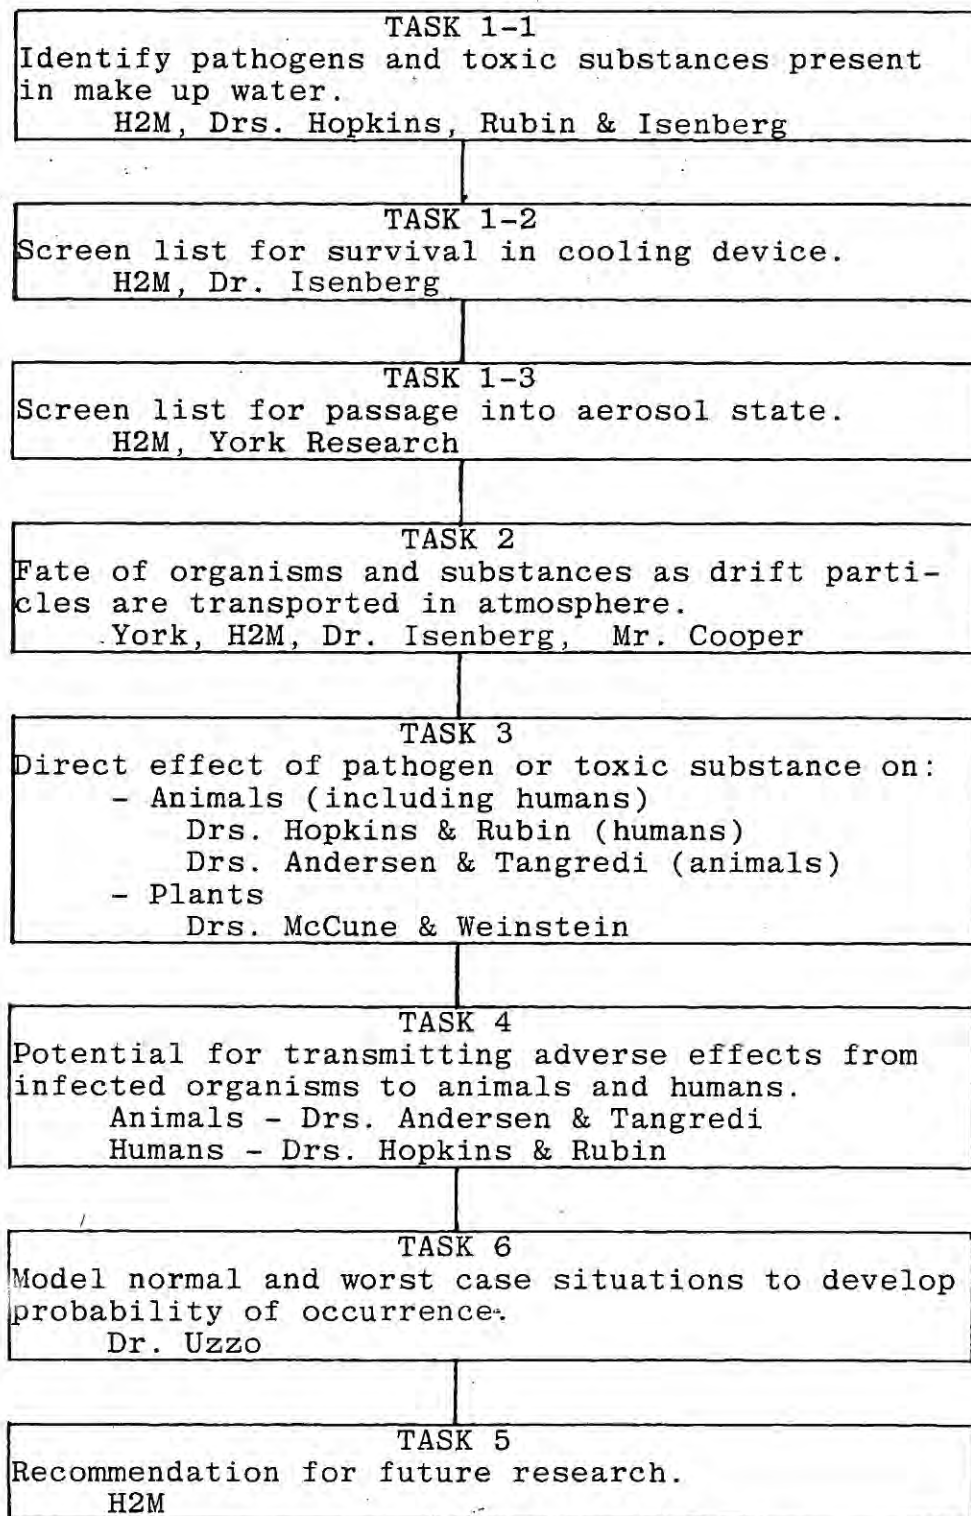 TASK 1-1
Identify pathogens and toxic substances present
in make up water.
H2M, Drs. Hopkins, Rubin & Isenberg
TASK 1-2
Screen list for survival in cooling device.
H2M, Dr. Isenberg
TASK 1-3
Screen list for passage into aerosol state.
H2M, York Research
TASK 2
Fate of organisms and substances as drift parti-
cles are transported in atmosphere.
York, H2M, Dr. Isenberg, Mr. Cooper
TASK 3
Direct effect of pathogen or toxic substance on:
- Animals (including humans)
Drs. Hopkins & Rubin (humans)
Drs. Andersen & Tangredi (animals)
- Plants
Drs. McCune & Weinstein
TASK 4
Potential for transmitting adverse effects from
infected organisms to animals and humans.
Animals - Drs. Andersen & Tangredi
Humans - Drs. Hopkins & Rubin
TASK 6
Model normal and worst case situations to develop
probability of occurrence.
Dr. Uzzo
TASK 5
Recommendation for future research.
H2M